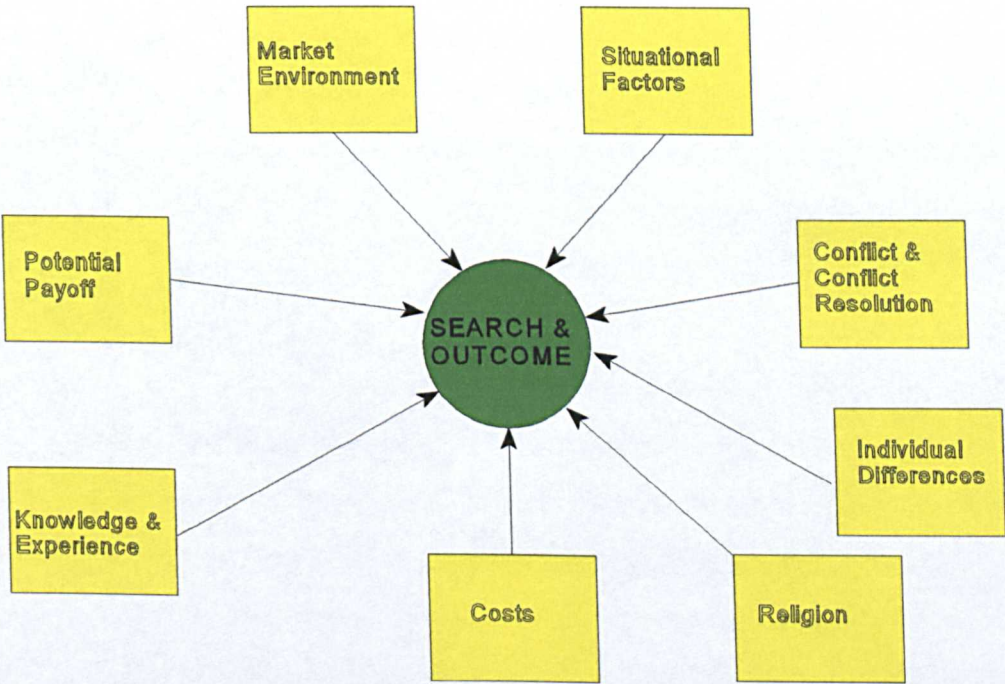 Market
Environment
Situational
Factors
Potential
Payoff
Conflict &
Conflict
Resolution
SEARCH &
OUTCOME
Individual
Differences
Knowledge &
Experience
Costs
Religion